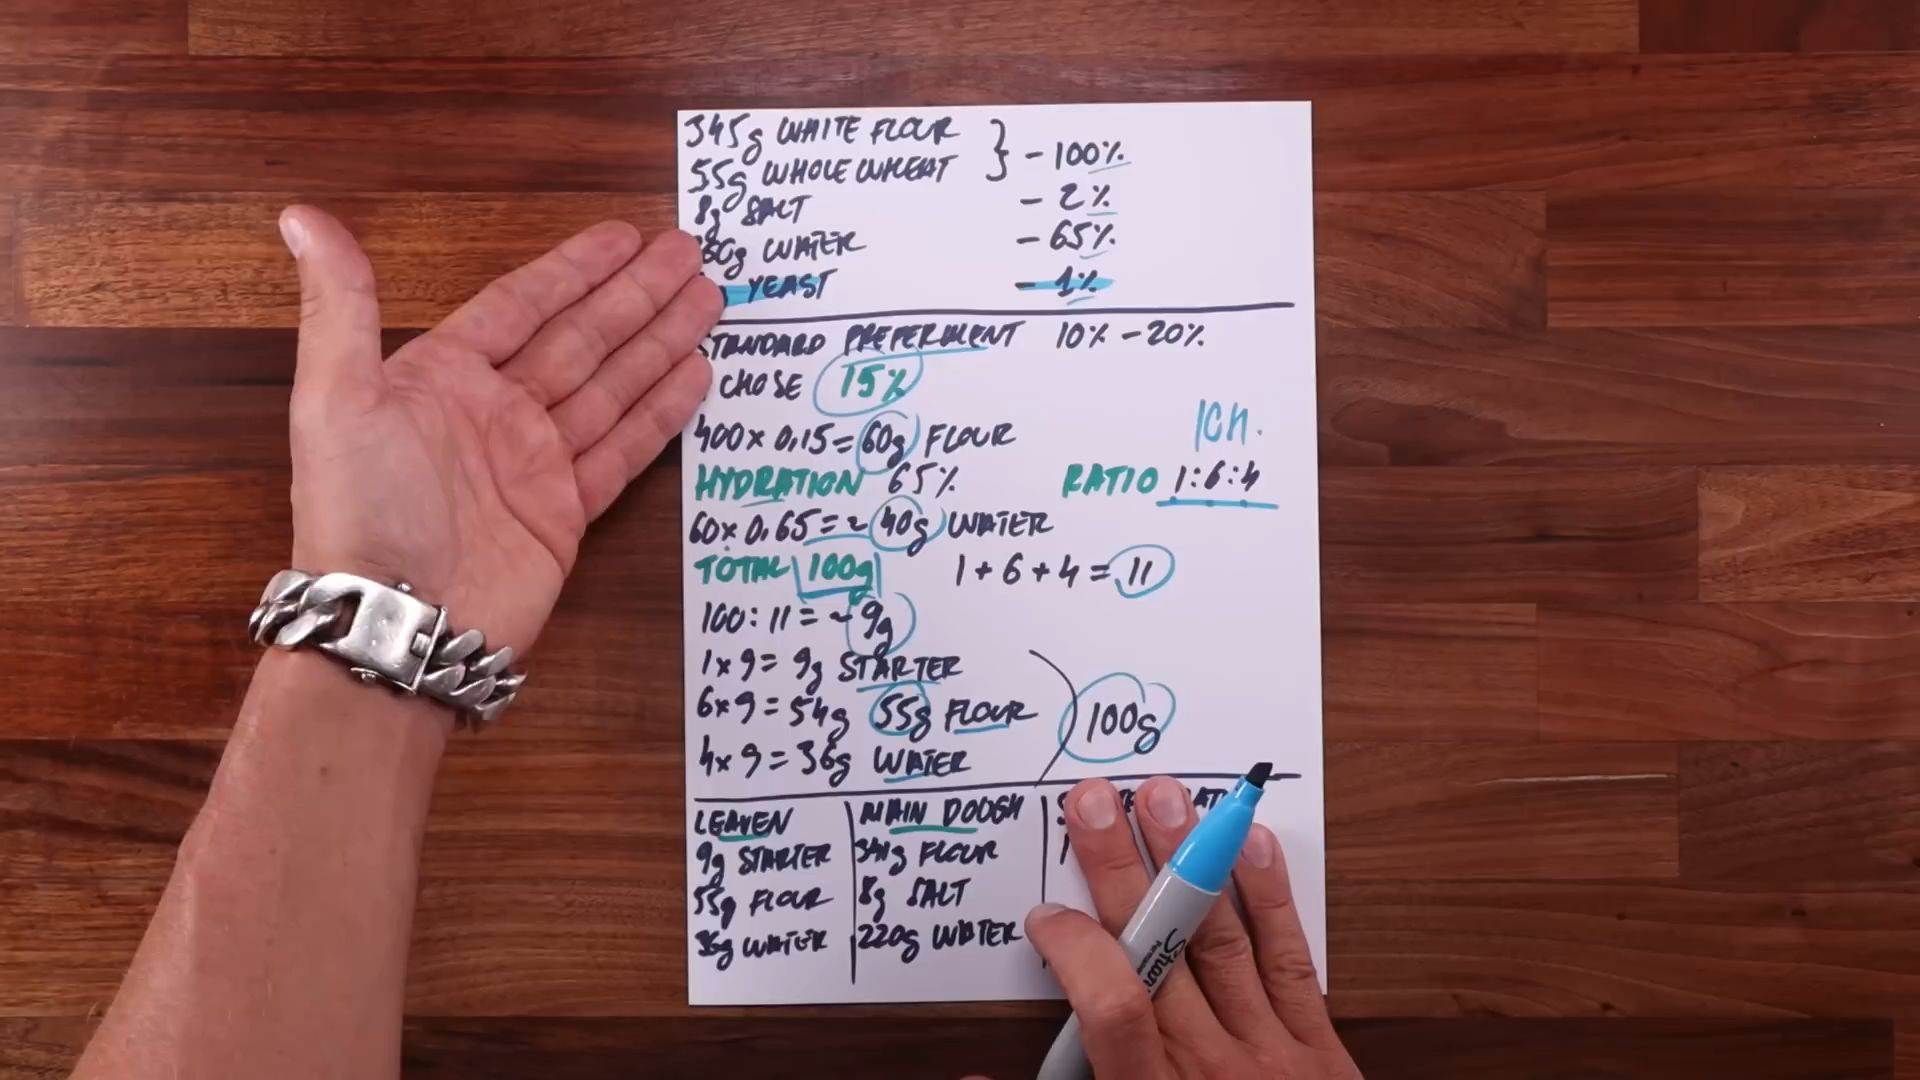 345g WHITE FLOUR
55g WHOLE WHEAT } - 100%
8g SALT - 2%
60g WATER - 65%
YEAST - 1%
STANDARD PREFERMENT 10% - 20%
CHOSE 15%
400 x 0,15 = 60g FLOUR
10h.
HYDRATION 65%
RATIO 1:6:4
60 x 0,65 = ~ 40g WATER
TOTAL 100g
1 + 6 + 4 = 11
100 : 11 = ~ 9g
1 x 9 = 9g STARTER
6 x 9 = 54g 55g FLOUR
100g
4 x 9 = 36g WATER
LEAVEN
9g STARTER
55g FLOUR
36g WATER
MAIN DOUGH
341g FLOUR
8g SALT
220g WATER